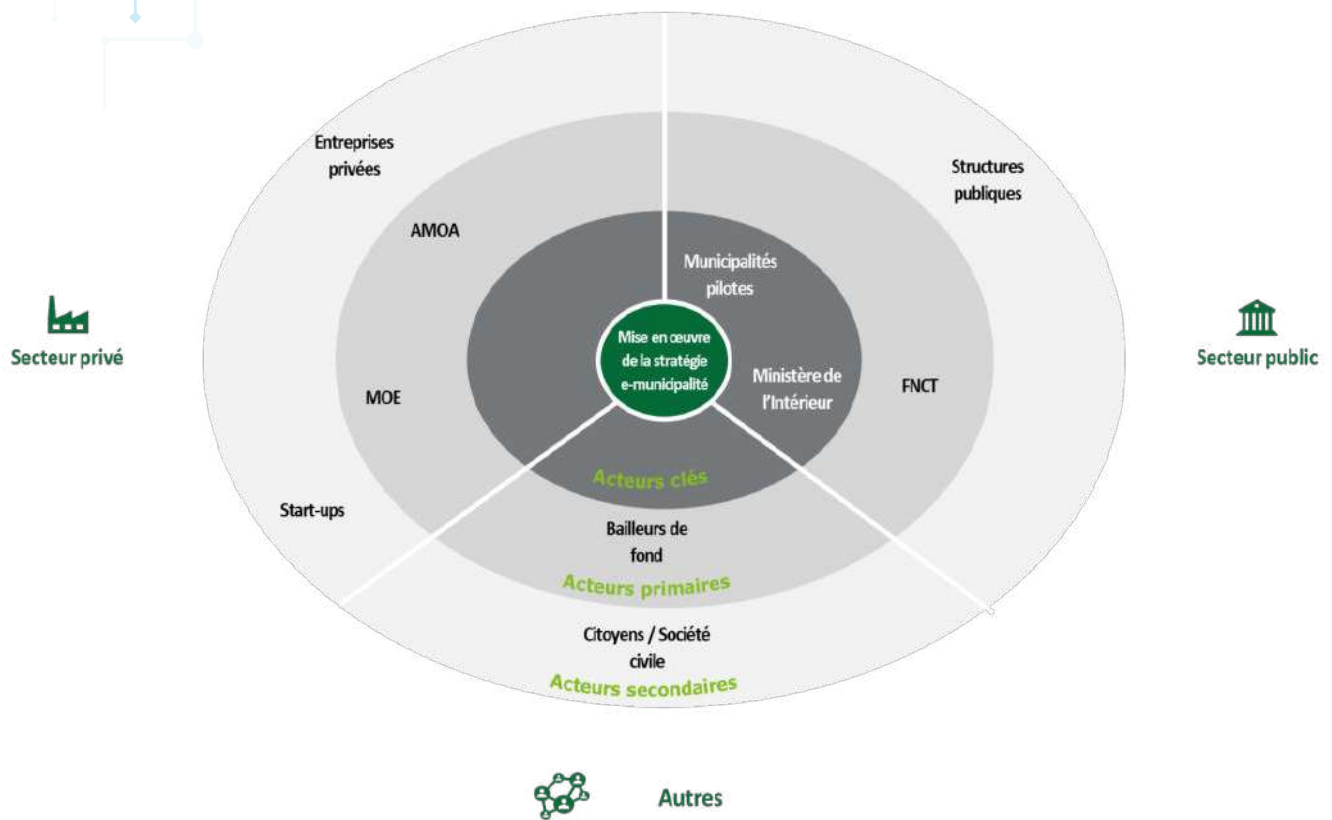 Entreprises
privées
Structures
publiques
AMOA
Municipalités
pilotes
Secteur privé
Mise en œuvre
de la stratégie
e-municipalité
Secteur public
MOE
Ministère de
l'Intérieur
FNCT
Acteurs clés
Start-ups
Bailleurs de
fond
Acteurs primaires
Citoyens / Société
civile
Acteurs secondaires
Autres